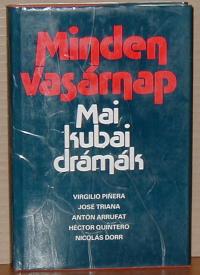 Minden
vasárnap
Mai
kubai
drámák
VIRGILIO PIÑERA
JOSÉ TRIANA
ANTÓN ARRUFAT
HÉCTOR QUINTERO
NICOLÁS DORR